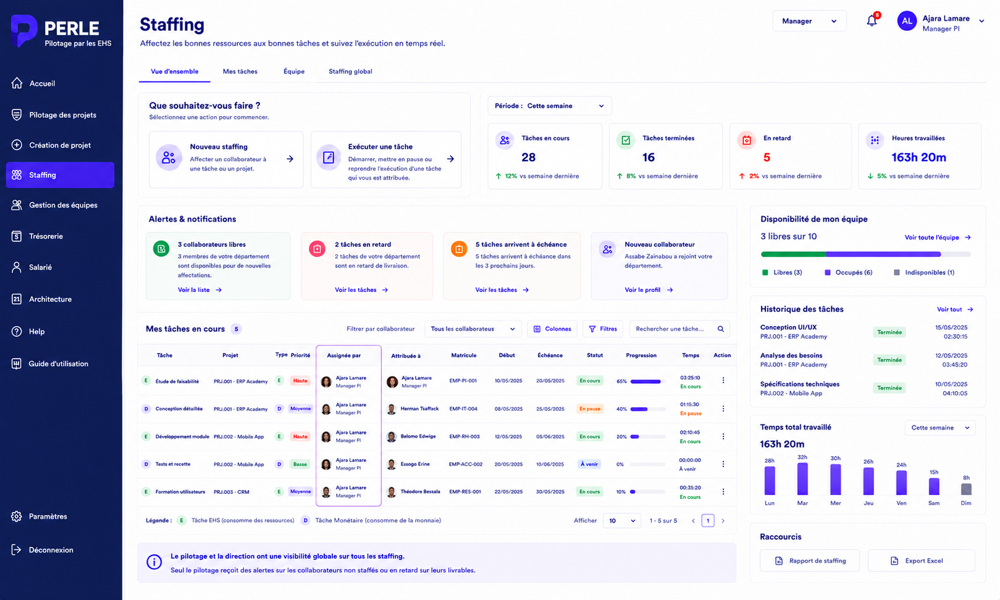 PERLE
Pilotage par les EHS
Accueil
Pilotage des projets
Création de projet
Staffing
Gestion des équipes
Trésorerie
Salarié
Architecture
Help
Guide d'utilisation
Paramètres
Déconnexion
Staffing
Affectez les bonnes ressources aux bonnes tâches et suivez l'exécution en temps réel.
Manager
8
AL
Ajara Lamare
Manager PI
Vue d'ensemble
Mes tâches
Équipe
Staffing global
Que souhaitez-vous faire ?
Sélectionnez une action pour commencer.
Nouveau staffing
Affecter un collaborateur à
une tâche ou un projet.
Exécuter une tâche
Démarrer, mettre en pause ou
reprendre l'exécution d'une tâche
qui vous est attribuée.
Période : Cette semaine
Tâches en cours
28
↑ 12% vs semaine dernière
Tâches terminées
16
↑ 8% vs semaine dernière
En retard
5
↑ 2% vs semaine dernière
Heures travaillées
163h 20m
↓ 5% vs semaine dernière
Alertes & notifications
3 collaborateurs libres
3 membres de votre département
sont disponibles pour de nouvelles
affectations.
Voir la liste →
2 tâches en retard
2 tâches de votre département
sont en retard de livraison.
Voir les tâches →
5 tâches arrivent à échéance
5 tâches arrivent à échéance dans
les 3 prochains jours.
Voir les tâches →
Nouveau collaborateur
Assabe Zainabou a rejoint votre
département.
Voir le profil →
Disponibilité de mon équipe
3 libres sur 10
Voir toute l'équipe →
Libres (3)
Occupés (6)
Indisponibles (1)
Mes tâches en cours 5
Filtrer par collaborateur
Tous les collaborateus
Colonnes
Filtres
Rechercher une tâche...
Tâche Projet Type Priorité Assignée par Attribuée à Matricule Début Échéance Statut Progression Temps Action
E Étude de faisabilité PRJ.001 - ERP Academy E Haute Ajara Lamare Manager PI Ajara Lamare Manager PI EMP-PI-001 10/05/2025 20/05/2025 En cours 65% 03:25:10 En cours
D Conception détaillée PRJ.001 - ERP Academy D Moyenne Ajara Lamare Manager PI Herman Tsaffack EMP-IT-004 08/05/2025 25/05/2025 En pause 40% 01:15:30 En pause
E Développement module PRJ.002 - Mobile App E Haute Ajara Lamare Manager PI Belomo Edwige EMP-RH-003 12/05/2025 05/06/2025 En cours 20% 02:10:45 En cours
D Tests et recette PRJ.002 - Mobile App D Basse Ajara Lamare Manager PI Essogo Erine EMP-ACC-002 20/05/2025 10/06/2025 À venir 0% 00:00:00 À venir
E Formation utilisateurs PRJ.003 - CRM E Moyenne Ajara Lamare Manager PI Théodore Bessala EMP-RES-001 22/05/2025 30/05/2025 En cours 10% 00:35:20 En cours
Légende : E Tâche EHS (consomme des ressources) D Tâche Monétaire (consomme de la monnaie)
Afficher 10 1 - 5 sur 5 1
Le pilotage et la direction ont une visibilité globale sur tous les staffing.
Seul le pilotage reçoit des alertes sur les collaborateurs non staffés ou en retard sur leurs livrables.
Historique des tâches
Voir tout →
Conception UI/UX
PRJ.001 - ERP Academy
Terminée
15/05/2025
02:30:15
Analyse des besoins
PRJ.001 - ERP Academy
Terminée
12/05/2025
03:45:20
Spécifications techniques
PRJ.002 - Mobile App
Terminée
10/05/2025
04:10:05
Temps total travaillé
Cette semaine
163h 20m
28h 32h 30h 26h 24h 15h 8h
Lun Mar Mer Jeu Ven Sam Dim
Raccourcis
Rapport de staffing
Export Excel